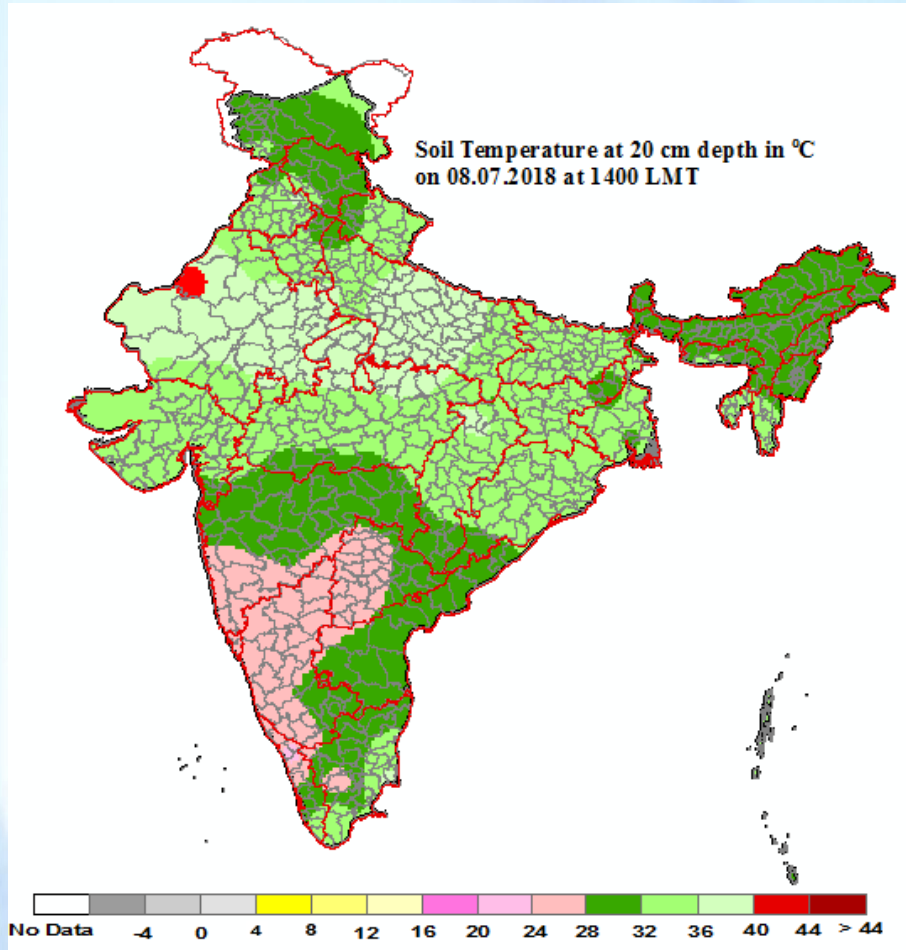 Soil Temperature at 20 cm depth in ⁰C
on 08.07.2018 at 1400 LMT
No Data -4 0 4 8 12 16 20 24 28 32 36 40 44 > 44